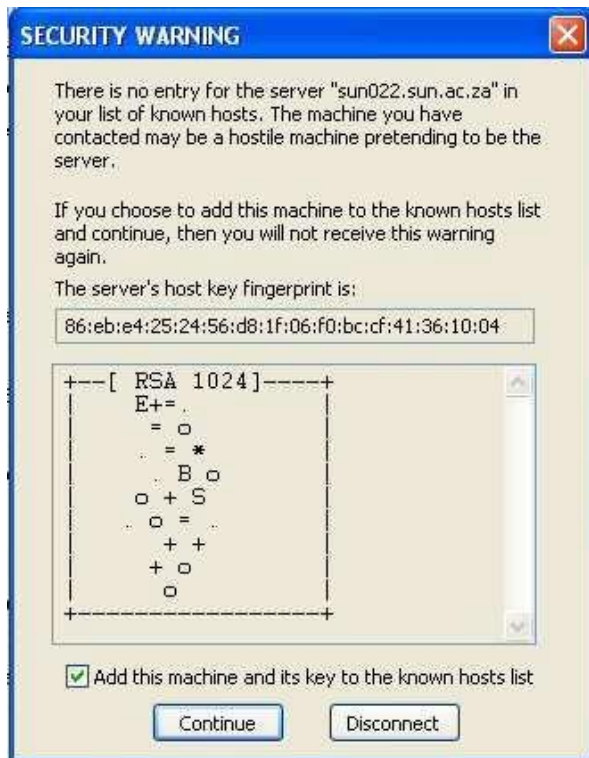 SECURITY WARNING
There is no entry for the server "sun022.sun.ac.za" in
your list of known hosts. The machine you have
contacted may be a hostile machine pretending to be the
server.
If you choose to add this machine to the known hosts list
and continue, then you will not receive this warning
again.
The server's host key fingerprint is:
86:eb:e4:25:24:56:d8:1f:06:f0:bc:cf:41:36:10:04
+--[ RSA 1024]----+
|    E+=.         |
|     = o         |
|    . = *        |
|     . B o       |
|    o + S        |
|   . o = .       |
|      + +        |
|     + o         |
|      o          |
+-----------------+
Add this machine and its key to the known hosts list
Continue Disconnect